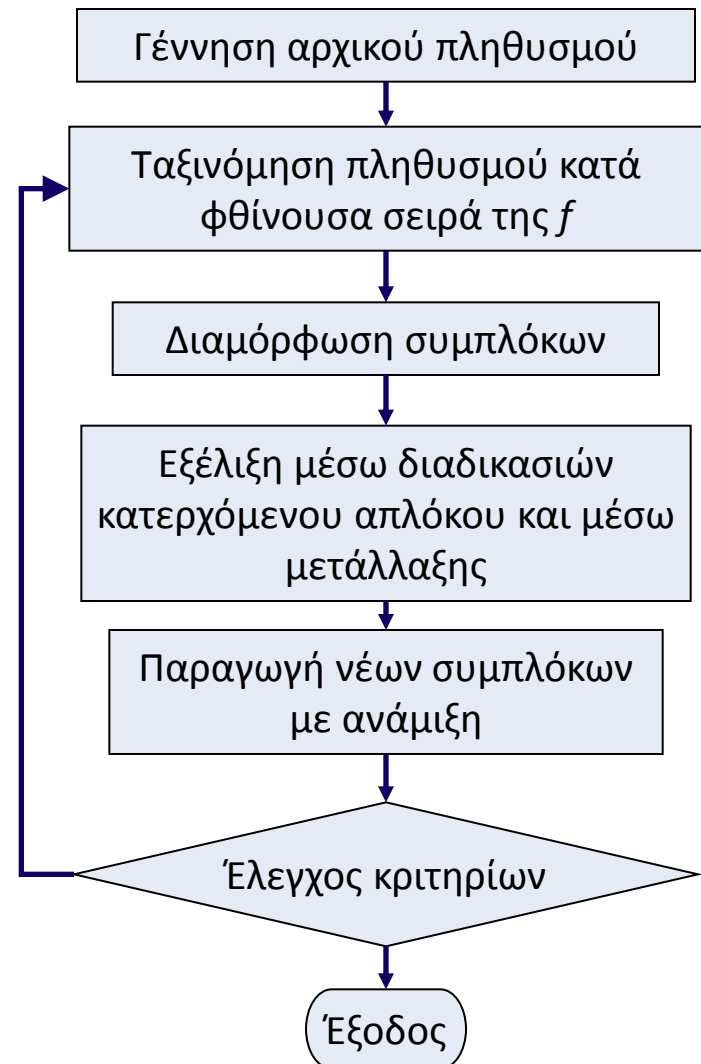 Γέννηση αρχικού πληθυσμού
Ταξινόμηση πληθυσμού κατά
φθίνουσα σειρά της f
Διαμόρφωση συμπλόκων
Εξέλιξη μέσω διαδικασιών
κατερχόμενου απλόκου και μέσω
μετάλλαξης
Παραγωγή νέων συμπλόκων
με ανάμιξη
Έλεγχος κριτηρίων
Έξοδος